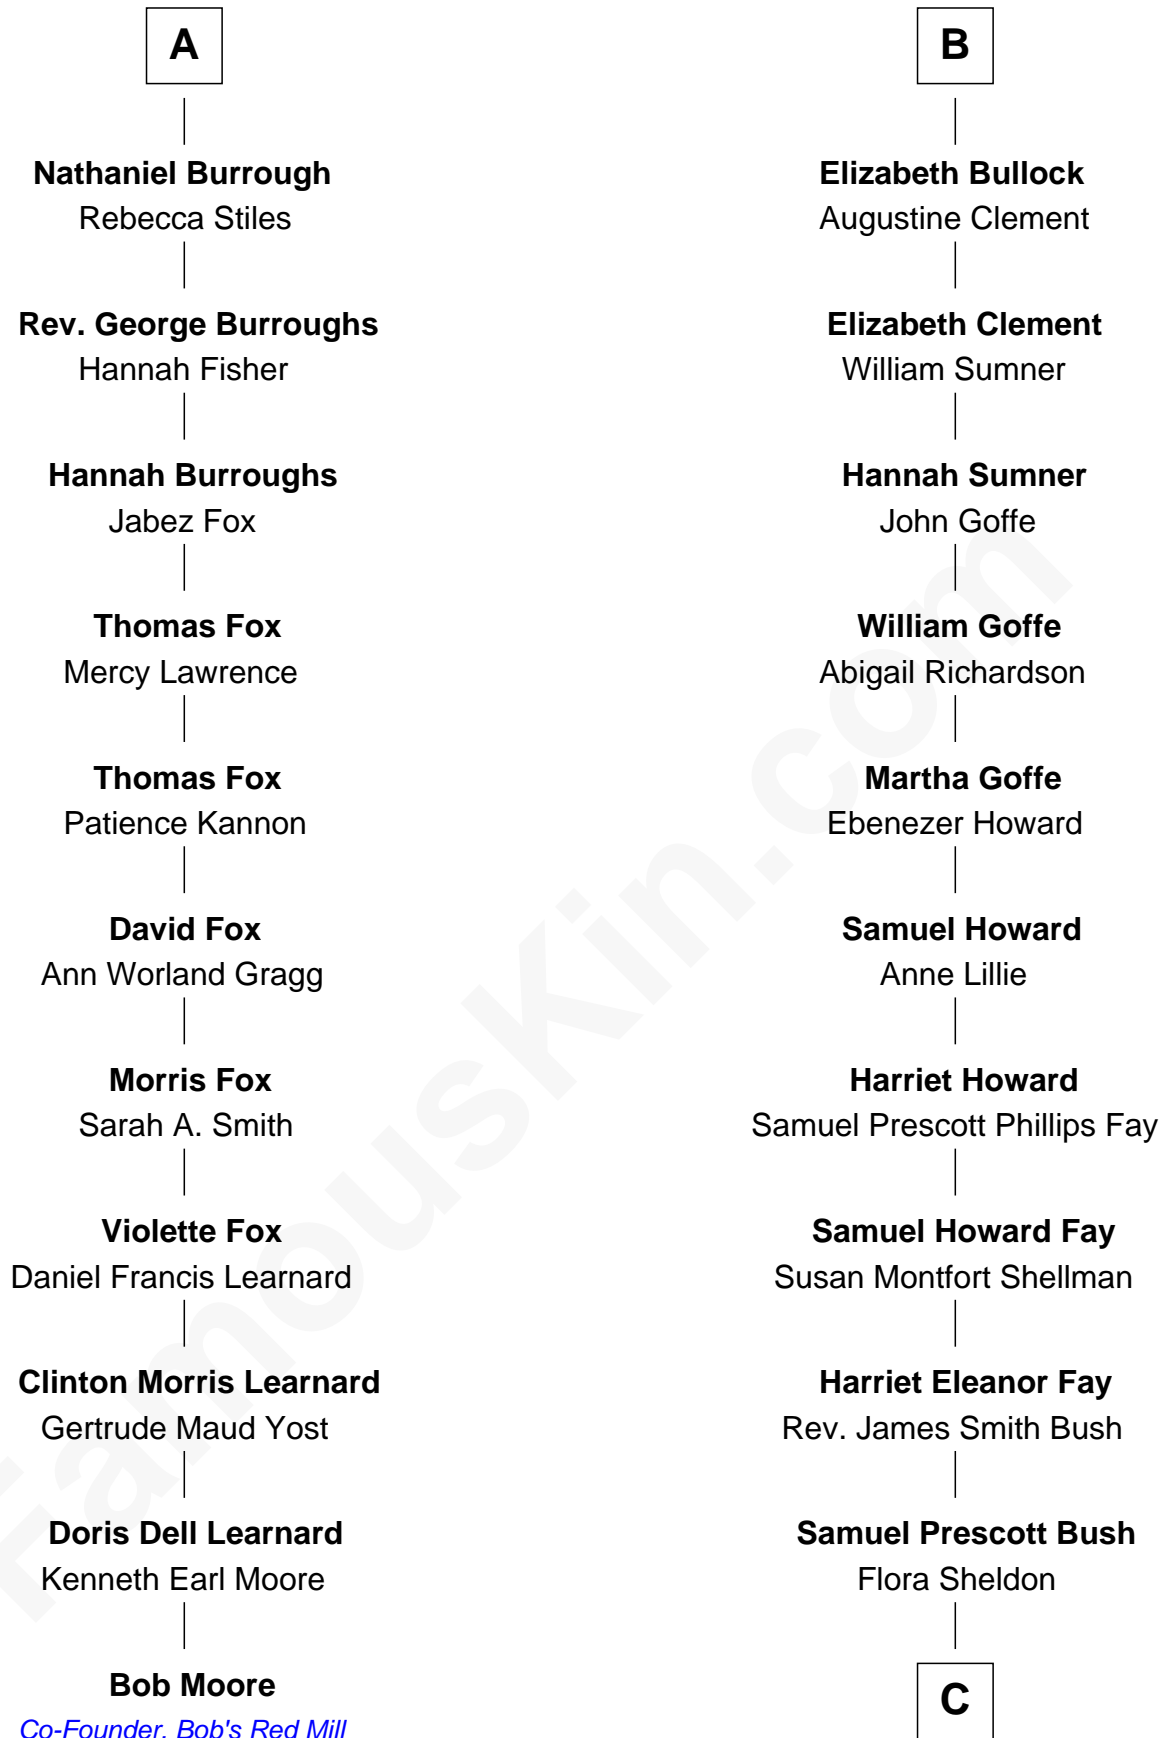 A
Nathaniel Burrough
Rebecca Stiles
Rev. George Burroughs
Hannah Fisher
Hannah Burroughs
Jabez Fox
Thomas Fox
Mercy Lawrence
Thomas Fox
Patience Kannon
David Fox
Ann Worland Gragg
Morris Fox
Sarah A. Smith
Violette Fox
Daniel Francis Learnard
Clinton Morris Learnard
Gertrude Maud Yost
Doris Dell Learnard
Kenneth Earl Moore
Bob Moore
Co-Founder, Bob's Red Mill
B
Elizabeth Bullock
Augustine Clement
Elizabeth Clement
William Sumner
Hannah Sumner
John Goffe
William Goffe
Abigail Richardson
Martha Goffe
Ebenezer Howard
Samuel Howard
Anne Lillie
Harriet Howard
Samuel Prescott Phillips Fay
Samuel Howard Fay
Susan Montfort Shellman
Harriet Eleanor Fay
Rev. James Smith Bush
Samuel Prescott Bush
Flora Sheldon
C
FamousKin.com